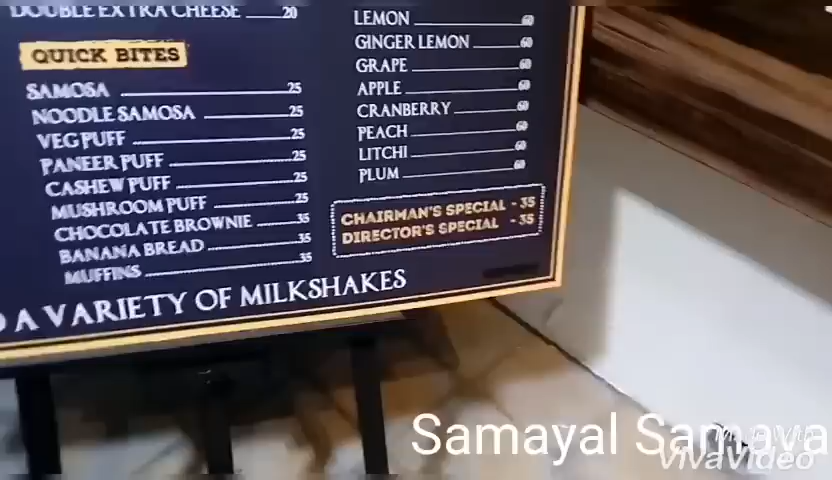 DOUBLE EXTRA CHEESE 20
QUICK BITES
SAMOSA 25
NOODLE SAMOSA 25
VEG PUFF 25
PANEER PUFF 25
CASHEW PUFF 25
MUSHROOM PUFF 25
CHOCOLATE BROWNIE 35
BANANA BREAD 35
MUFFINS 35
LEMON 60
GINGER LEMON 60
GRAPE 60
APPLE 60
CRANBERRY 60
PEACH 60
LITCHI 60
PLUM 60
CHAIRMAN'S SPECIAL - 35
DIRECTOR'S SPECIAL - 35
A VARIETY OF MILKSHAKES
Samayal Samaya
Made With
VivaVideo